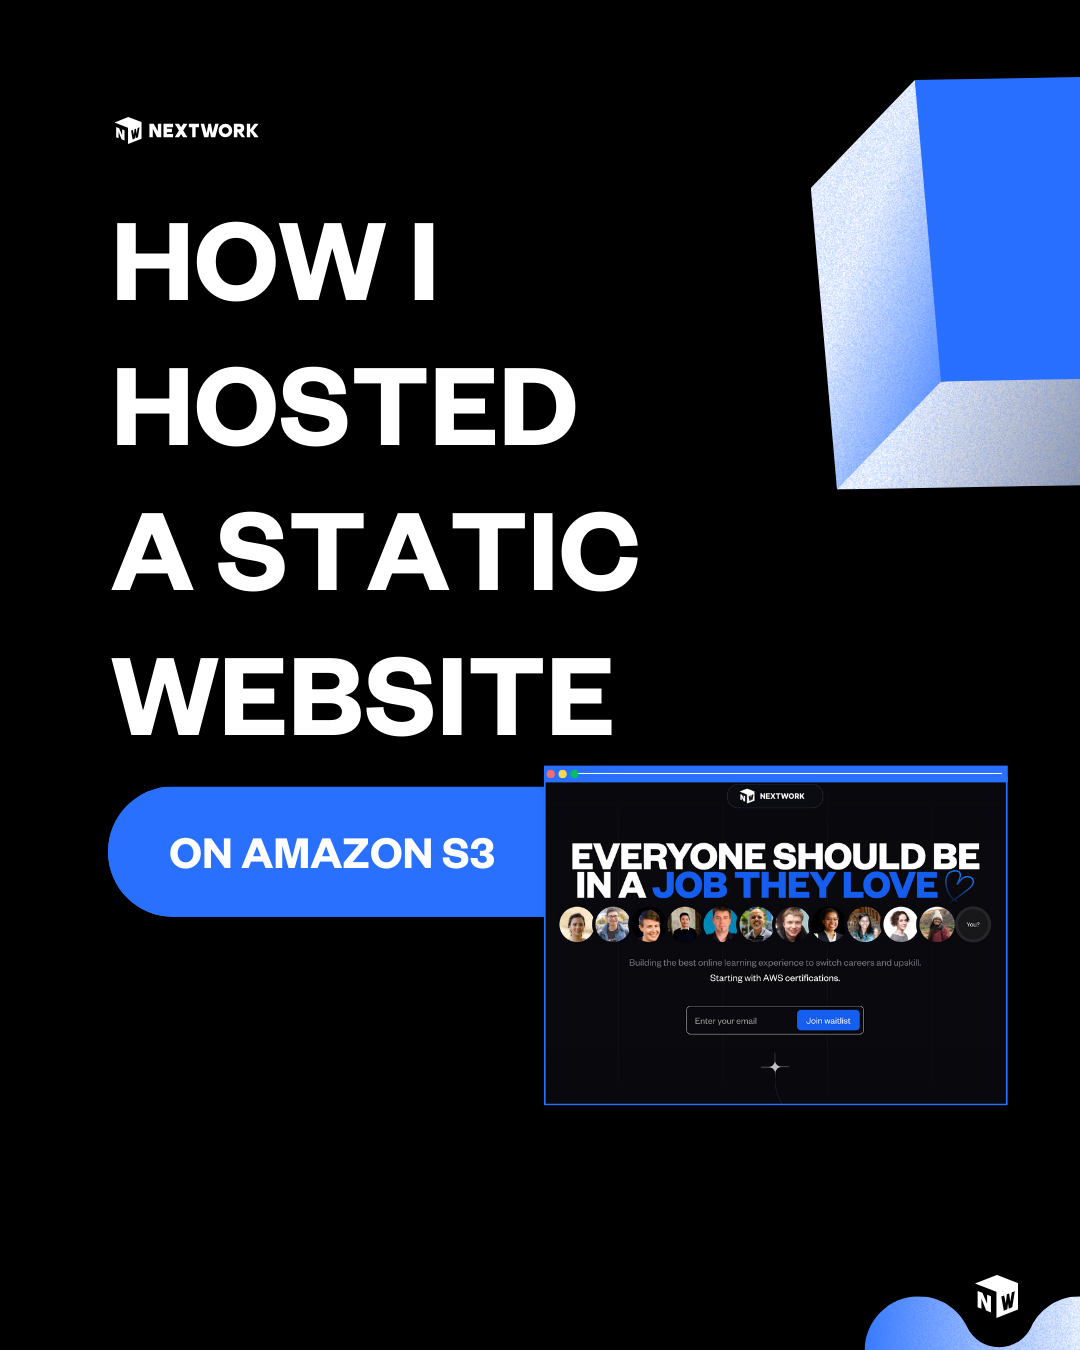 NW NEXTWORK
HOW I
HOSTED
A STATIC
WEBSITE
ON AMAZON S3
NW NEXTWORK
EVERYONE SHOULD BE
IN A JOB THEY LOVE
You?
Building the best online learning experience to switch careers and upskill.
Starting with AWS certifications.
Enter your email
Join waitlist
NW